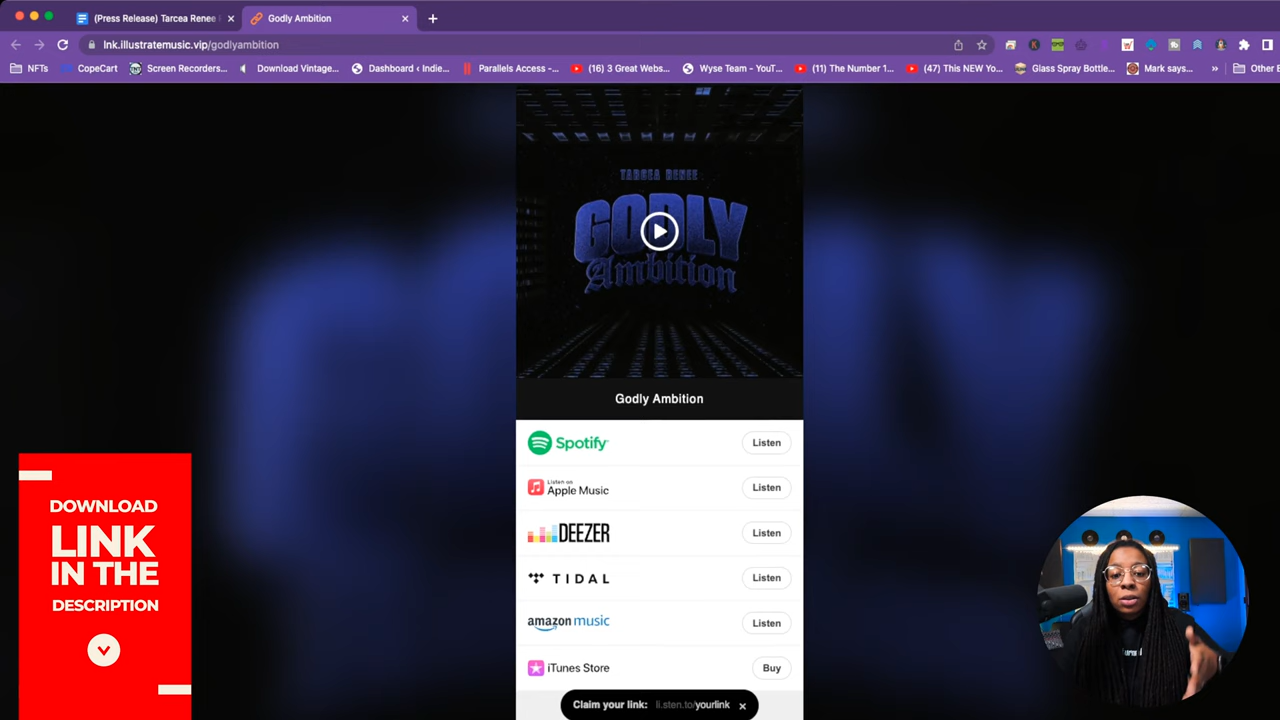 (Press Release) Tarcea Renee
Godly Ambition
lnk.illustratemusic.vip/godlyambition
NFTs
CopeCart
Screen Recorders...
Download Vintage...
Dashboard ‹ Indie...
Parallels Access -...
(16) 3 Great Webs...
Wyse Team - YouT...
(11) The Number 1...
(47) This NEW Yo...
Glass Spray Bottle...
Mark says...
»
Other B
TARCEA RENEE
GODLY
Ambition
Godly Ambition
Spotify
Listen
Listen on
Apple Music
Listen
DEEZER
Listen
TIDAL
Listen
amazon music
Listen
iTunes Store
Buy
Claim your link: li.sten.to/yourlink
DOWNLOAD
LINK
IN THE
DESCRIPTION